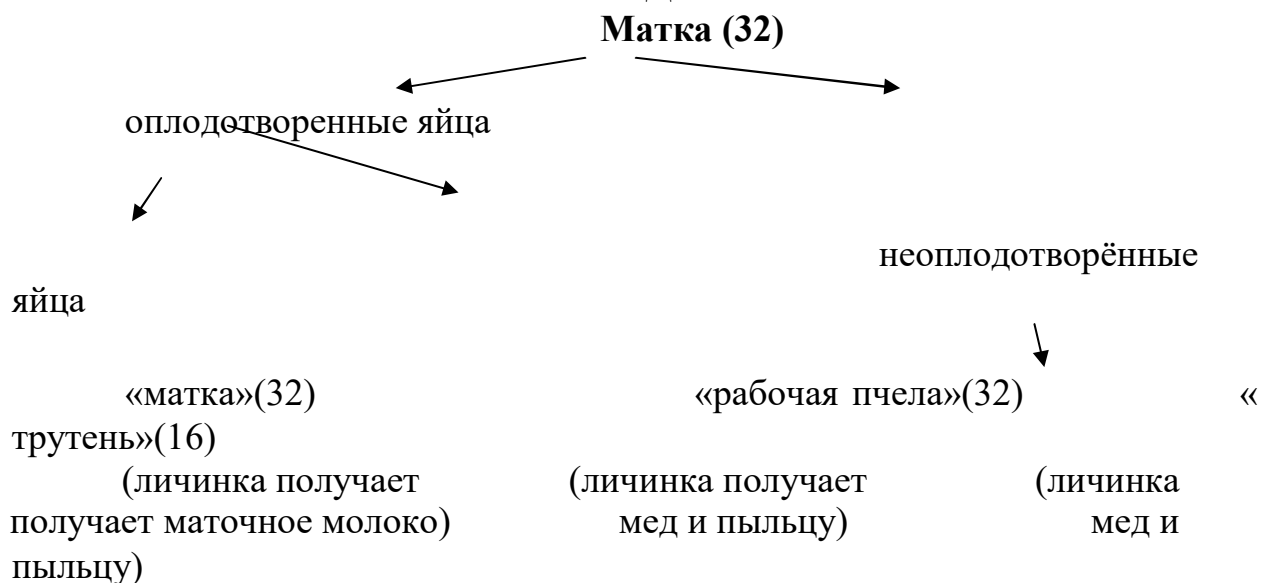 Матка (32)
оплодотворенные яйца
неоплодотворённые
яйца
«матка»(32) «рабочая пчела»(32) «
трутень»(16)
(личинка получает (личинка получает (личинка
получает маточное молоко) мед и пыльцу) мед и
пыльцу)